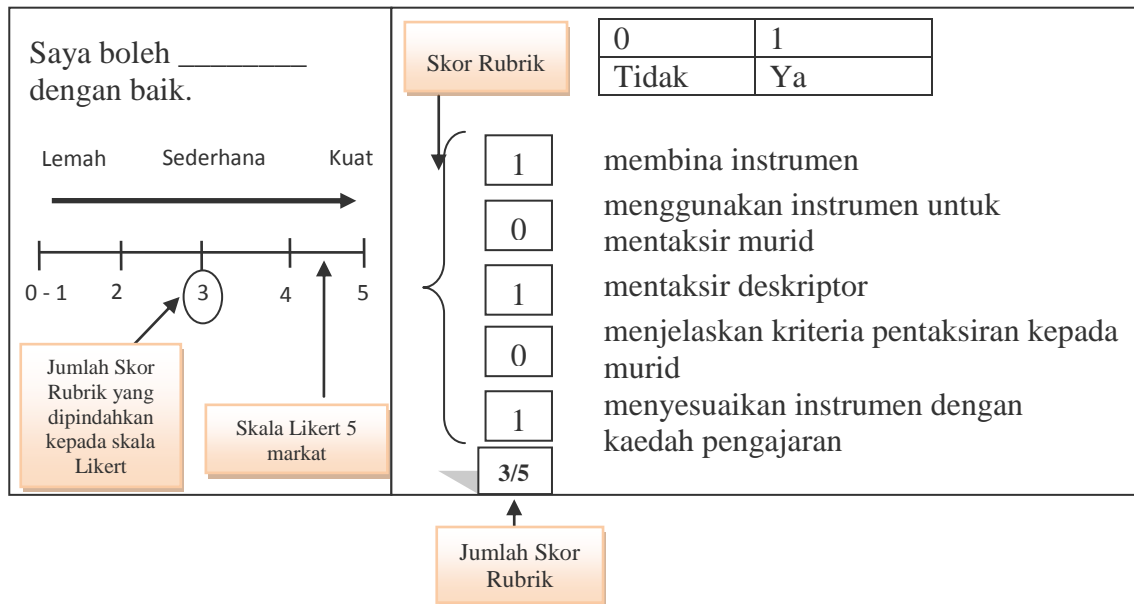 Saya boleh ________
dengan baik.
Lemah Sederhana Kuat
0 - 1 2 3 4 5
Jumlah Skor
Rubrik yang
dipindahkan
kepada skala
Likert
Skala Likert 5
markat
Skor Rubrik
0 1
Tidak Ya
1 membina instrumen
0 menggunakan instrumen untuk
mentaksir murid
1 mentaksir deskriptor
0 menjelaskan kriteria pentaksiran kepada
murid
1 menyesuaikan instrumen dengan
kaedah pengajaran
3/5
Jumlah Skor
Rubrik